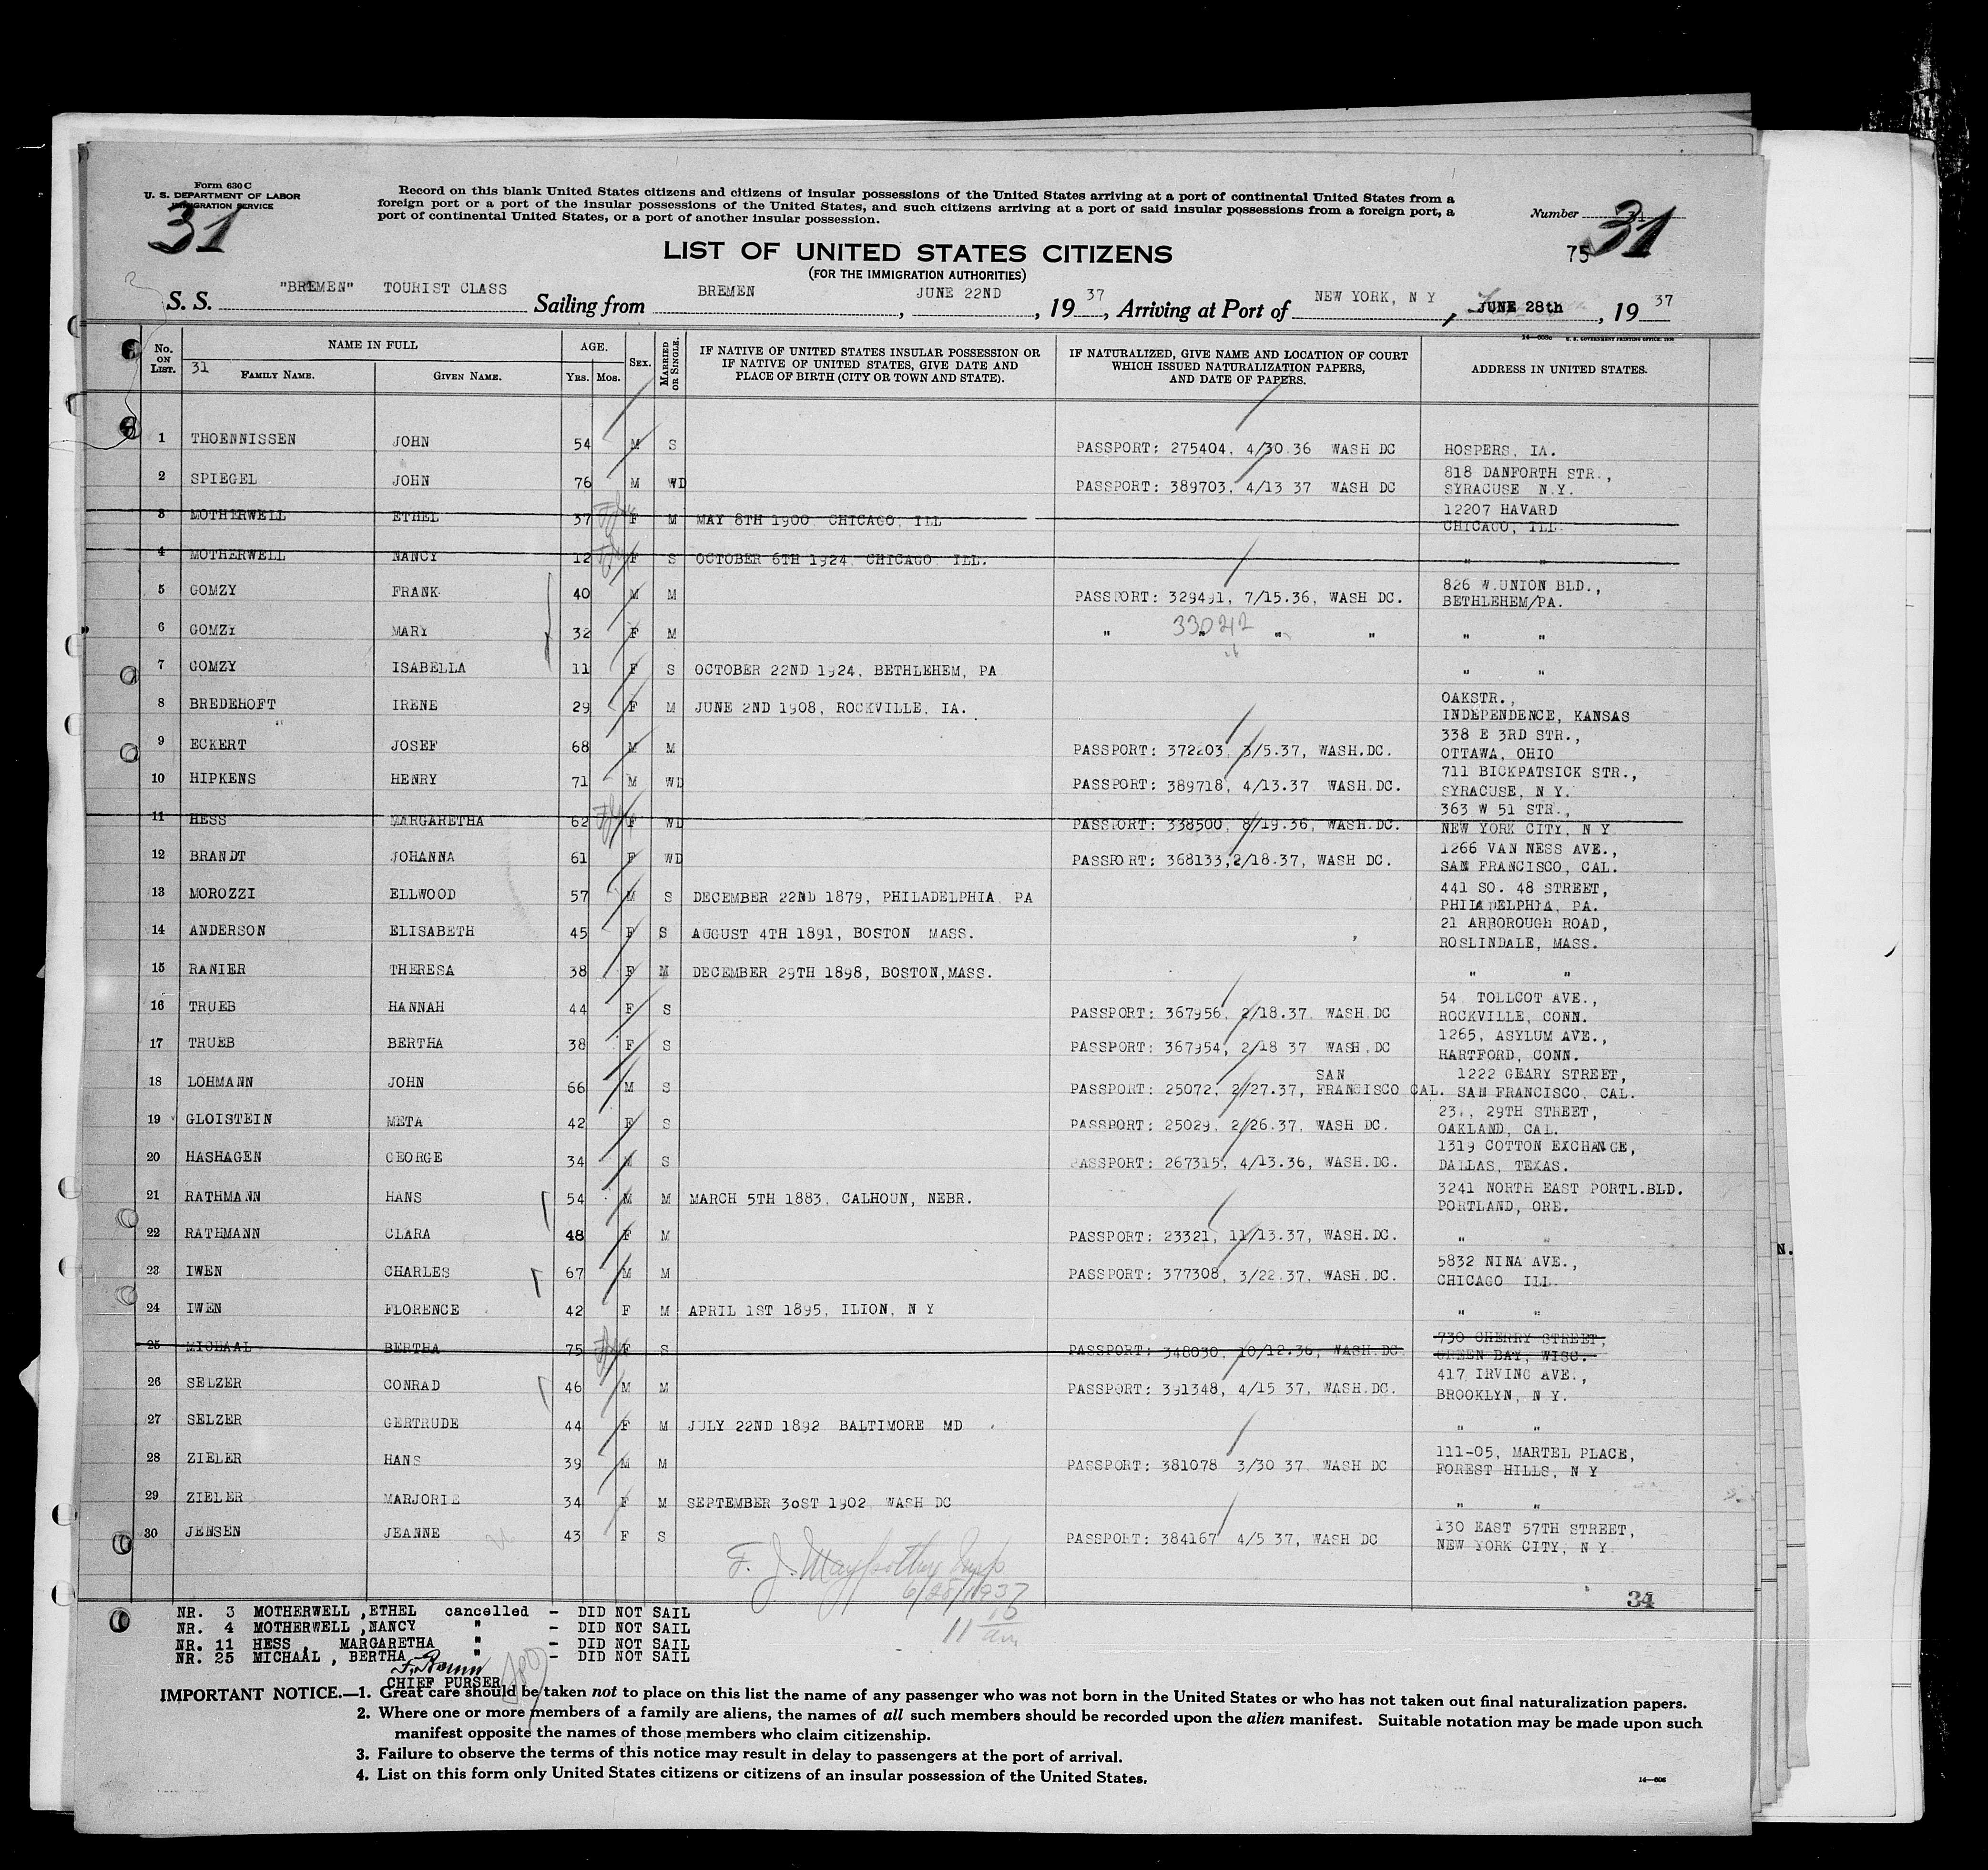 Form 630 C
U. S. DEPARTMENT OF LABOR
IMMIGRATION SERVICE
31
Record on this blank United States citizens and citizens of insular possessions of the United States arriving at a port of continental United States from a
foreign port or a port of the insular possessions of the United States, and such citizens arriving at a port of said insular possessions from a foreign port, a
port of continental United States, or a port of another insular possession.
Number 31
75
LIST OF UNITED STATES CITIZENS
(FOR THE IMMIGRATION AUTHORITIES)
S. S. "BREMEN" TOURIST CLASS Sailing from BREMEN, JUNE 22ND, 1937, Arriving at Port of NEW YORK, N Y, JUNE 28th, 1937
No. ON LIST. NAME IN FULL AGE. SEX. MARRIED OR SINGLE. IF NATIVE OF UNITED STATES INSULAR POSSESSION OR IF NATIVE OF UNITED STATES, GIVE DATE AND PLACE OF BIRTH (CITY OR TOWN AND STATE). IF NATURALIZED, GIVE NAME AND LOCATION OF COURT WHICH ISSUED NATURALIZATION PAPERS, AND DATE OF PAPERS. ADDRESS IN UNITED STATES.
31 FAMILY NAME. GIVEN NAME. YRS. MOS.
1 THOENNISSEN JOHN 54 M S PASSPORT: 275404, 4/30.36 WASH DC HOSPERS, IA.
2 SPIEGEL JOHN 76 M WD PASSPORT: 389703, 4/13 37 WASH DC 818 DANFORTH STR.,
SYRACUSE N.Y.
3 MOTHERWELL ETHEL 37 F M MAY 8TH 1900 CHICAGO, ILL 12207 HAVARD
CHICAGO, ILL
4 MOTHERWELL NANCY 12 F S OCTOBER 6TH 1924, CHICAGO ILL. " "
5 GOMZY FRANK 40 M M PASSPORT: 329491, 7/15.36, WASH DC. 826 W.UNION BLD.,
BETHLEHEM/PA.
6 GOMZY MARY 32 F M " 330212 " " " "
7 GOMZY ISABELLA 11 F S OCTOBER 22ND 1924, BETHLEHEM, PA " "
8 BREDEHOFT IRENE 29 F M JUNE 2ND 1908, ROCKVILLE, IA. OAKSTR.,
INDEPENDENCE, KANSAS
9 ECKERT JOSEF 68 M M PASSPORT: 372203, 3/5.37, WASH.DC. 338 E 3RD STR.,
OTTAWA, OHIO
10 HIPKENS HENRY 71 M WD PASSPORT: 389718, 4/13.37 WASH.DC. 711 BICKPATSICK STR.,
SYRACUSE, N Y.
11 HESS MARGARETHA 62 F WD PASSPORT: 338500, 8/19.36, WASH.DC. 363 W 51 STR.,
NEW YORK CITY, N Y
12 BRANDT JOHANNA 61 F WD PASSPORT: 368133,2/18.37, WASH DC. 1266 VAN NESS AVE.,
SAN FRANCISCO, CAL.
13 MOROZZI ELLWOOD 57 M S DECEMBER 22ND 1879, PHILADELPHIA PA 441 SO. 48 STREET,
PHILADELPHIA, PA.
14 ANDERSON ELISABETH 45 F S AUGUST 4TH 1891, BOSTON MASS. 21 ARBOROUGH ROAD,
ROSLINDALE, MASS.
15 RANIER THERESA 38 F M DECEMBER 29TH 1898, BOSTON,MASS. " "
16 TRUEB HANNAH 44 F S PASSPORT: 367956, 2/18.37 WASH.DC 54 TOLLCOT AVE.,
ROCKVILLE, CONN.
17 TRUEB BERTHA 38 F S PASSPORT: 367954, 2/18 37 WASH.DC 1265, ASYLUM AVE.,
HARTFORD, CONN.
18 LOHMANN JOHN 66 M S PASSPORT: 25072, 2/27.37, SAN FRANCISCO CAL. 1222 GEARY STREET,
SAN FRANCISCO, CAL.
19 GLOISTEIN META 42 F S PASSPORT: 25029, 2/26.37, WASH DC. 29TH STREET,
OAKLAND, CAL.
20 HASHAGEN GEORGE 34 M S PASSPORT: 267315, 4/13.36, WASH.DC. 1319 COTTON EXCHANGE,
DALLAS, TEXAS.
21 RATHMANN HANS 54 M M MARCH 5TH 1883, CALHOUN, NEBR. 3241 NORTH EAST PORTL.BLD.
PORTLAND, ORE.
22 RATHMANN CLARA 48 F M PASSPORT: 23321, 11/13.37, WASH.DC. " "
23 IWEN CHARLES 67 M M PASSPORT: 377308, 3/22.37, WASH.DC. 5832 NINA AVE.,
CHICAGO ILL.
24 IWEN FLORENCE 42 F M APRIL 1ST 1895, ILION, N Y " "
25 MICHAAL BERTHA 75 F S PASSPORT: 348030, 10/12.36, WASH.DC 730 CHERRY STREET,
GREEN BAY, WISC.
26 SELZER CONRAD 46 M M PASSPORT: 391348, 4/15 37, WASH.DC. 417 IRVING AVE.,
BROOKLYN, N Y.
27 SELZER GERTRUDE 44 F M JULY 22ND 1892 BALTIMORE MD " "
28 ZIELER HANS 39 M M PASSPORT: 381078 3/30 37 WASH DC 111-05, MARTEL PLACE,
FOREST HILLS, N Y
29 ZIELER MARJORIE 34 F M SEPTEMBER 30ST 1902 WASH DC " "
30 JENSEN JEANNE 43 F S PASSPORT: 384167 4/5 37, WASH DC 130 EAST 57TH STREET,
NEW YORK CITY, N Y
F. J.
6/28/1937
11 10 am
34
NR. 3 MOTHERWELL ,ETHEL cancelled - DID NOT SAIL
NR. 4 MOTHERWELL ,NANCY " - DID NOT SAIL
NR. 11 HESS , MARGARETHA " - DID NOT SAIL
NR. 25 MICHAAL , BERTHA " - DID NOT SAIL
CHIEF PURSER
IMPORTANT NOTICE.—1. Great care should be taken not to place on this list the name of any passenger who was not born in the United States or who has not taken out final naturalization papers.
2. Where one or more members of a family are aliens, the names of all such members should be recorded upon the alien manifest. Suitable notation may be made upon such
manifest opposite the names of those members who claim citizenship.
3. Failure to observe the terms of this notice may result in delay to passengers at the port of arrival.
4. List on this form only United States citizens or citizens of an insular possession of the United States.